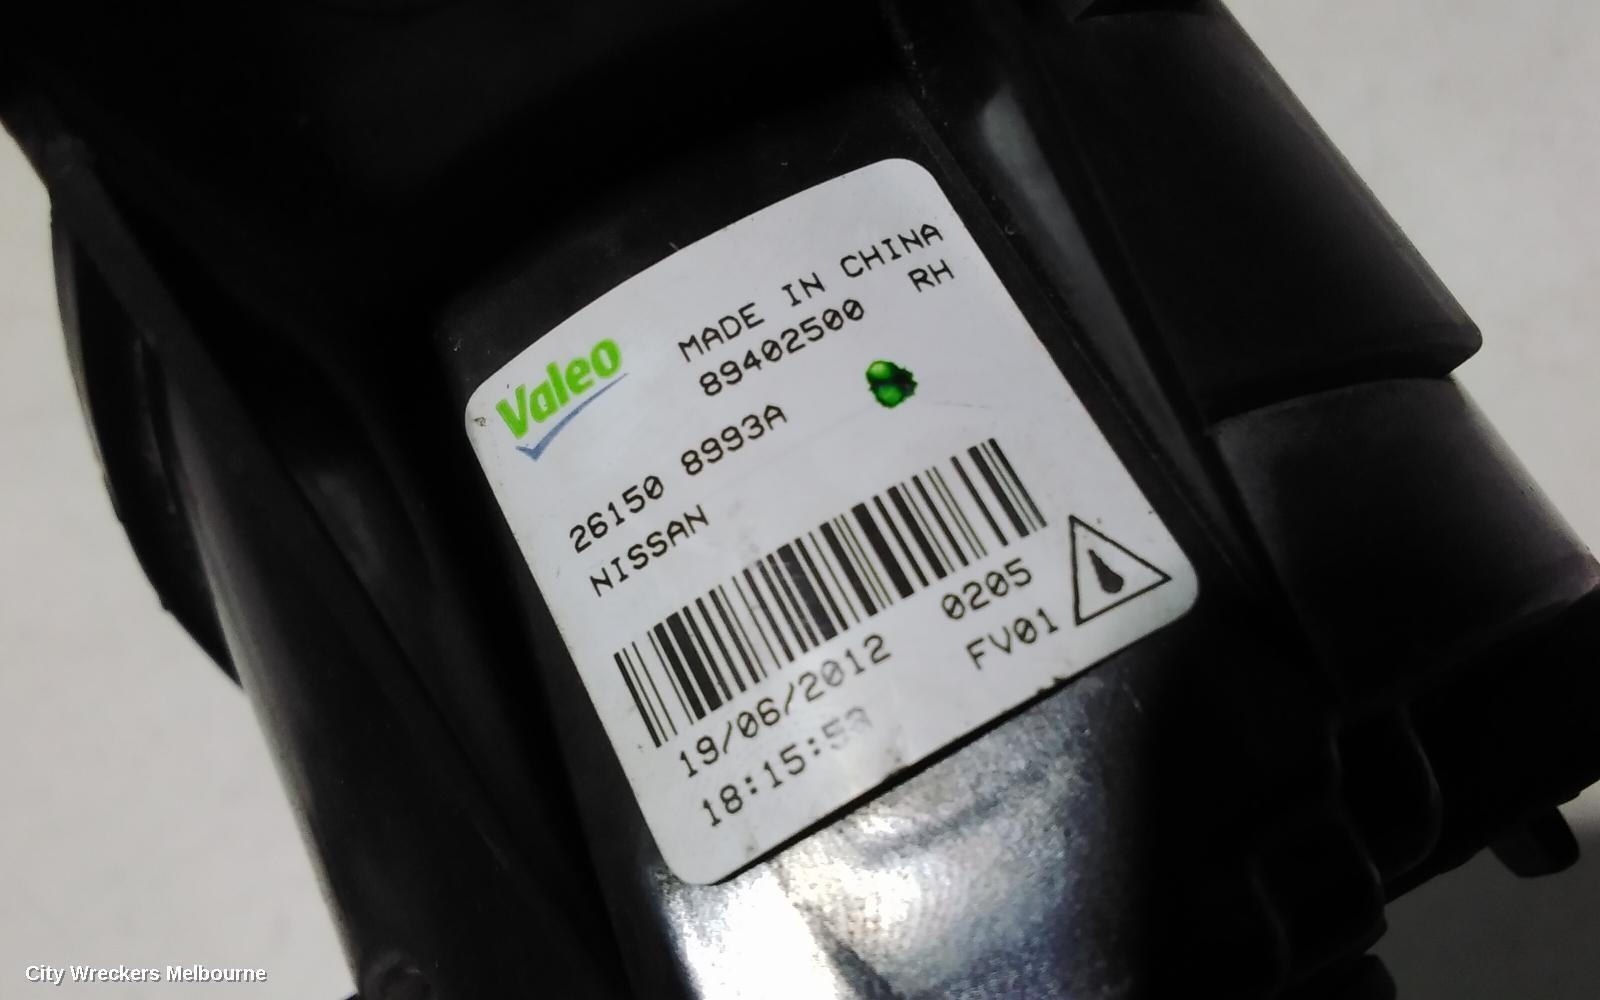 Valeo
MADE IN CHINA
89402500 RH
26150 8993A
NISSAN
19/06/2012 0205
18:15:53 FV01
City Wreckers Melbourne